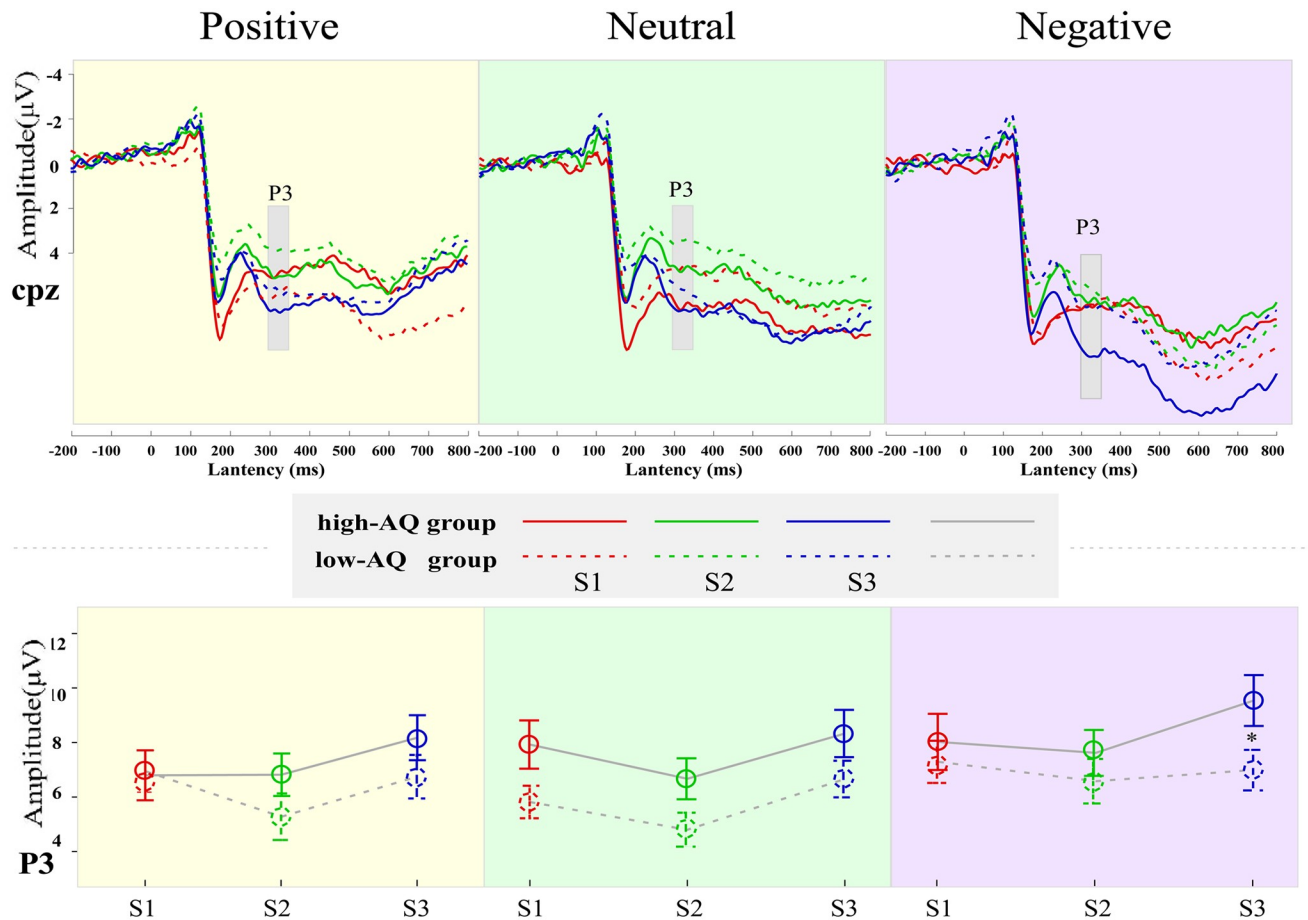 Positive Neutral Negative
Amplitude(μV)
-4
-2
0
2
4
cpz
P3 P3 P3
-200 -100 0 100 200 300 400 500 600 700 800 -200 -100 0 100 200 300 400 500 600 700 800 -200 -100 0 100 200 300 400 500 600 700 800
Lantency (ms) Lantency (ms) Lantency (ms)
high-AQ group
low-AQ group
S1 S2 S3
Amplitude(μV)
12
10
8
6
4
*
P3
S1 S2 S3 S1 S2 S3 S1 S2 S3